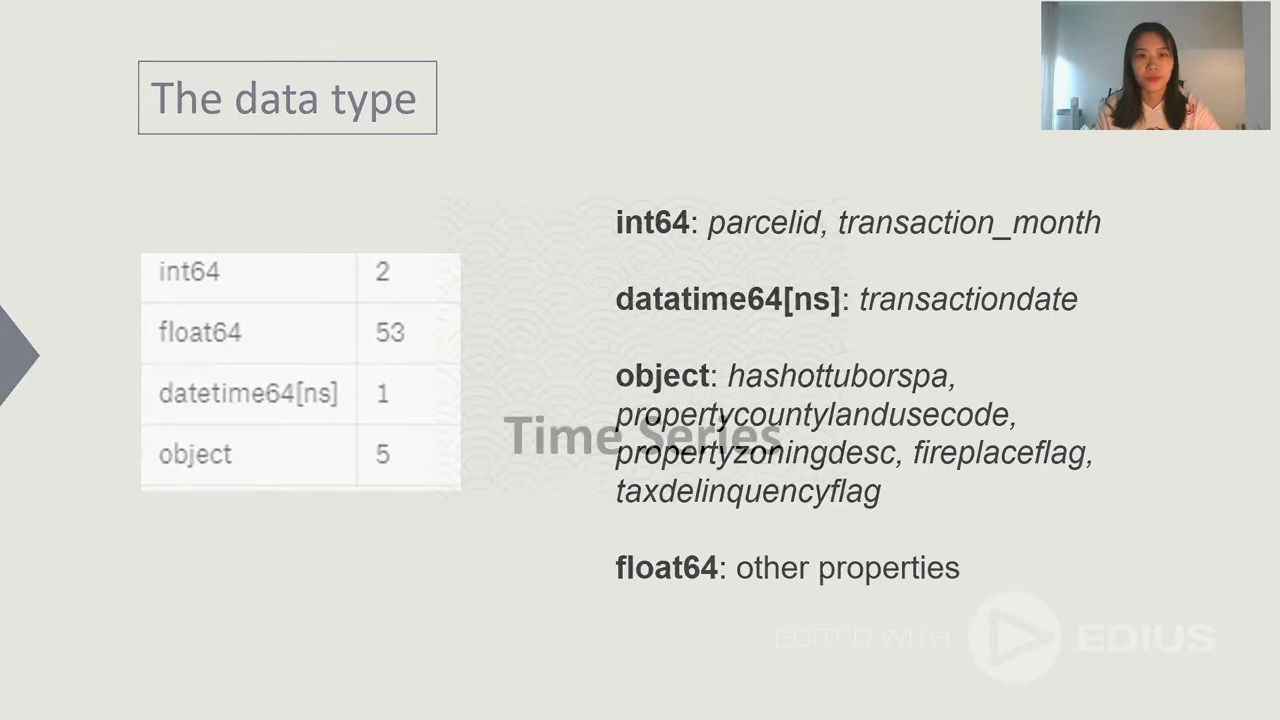 The data type
int64 2
float64 53
datetime64[ns] 1
object 5
int64: parcelid, transaction_month
datatime64[ns]: transactiondate
object: hashottuborspa,
propertycountylandusecode,
propertyzoningdesc, fireplaceflag,
taxdelinquencyflag
float64: other properties
Time Series
EDITED WITH EDIUS